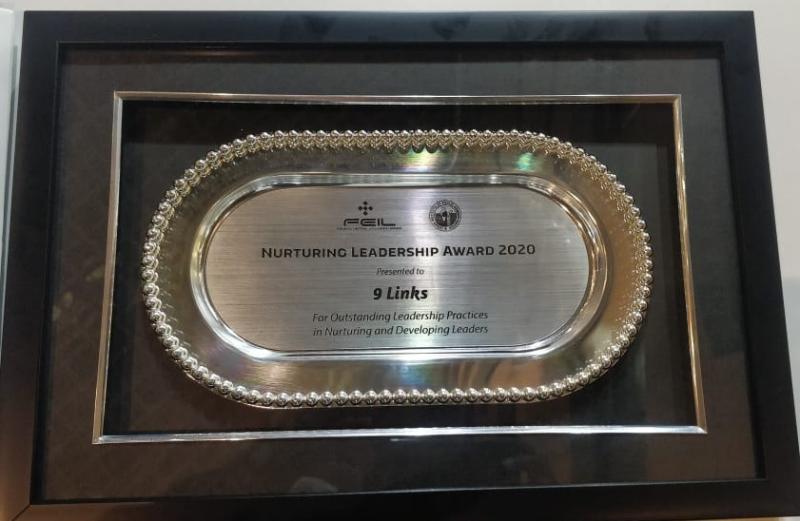 FEIL
NURTURING LEADERSHIP AWARD 2020
Presented to
9 Links
For Outstanding Leadership Practices
in Nurturing and Developing Leaders